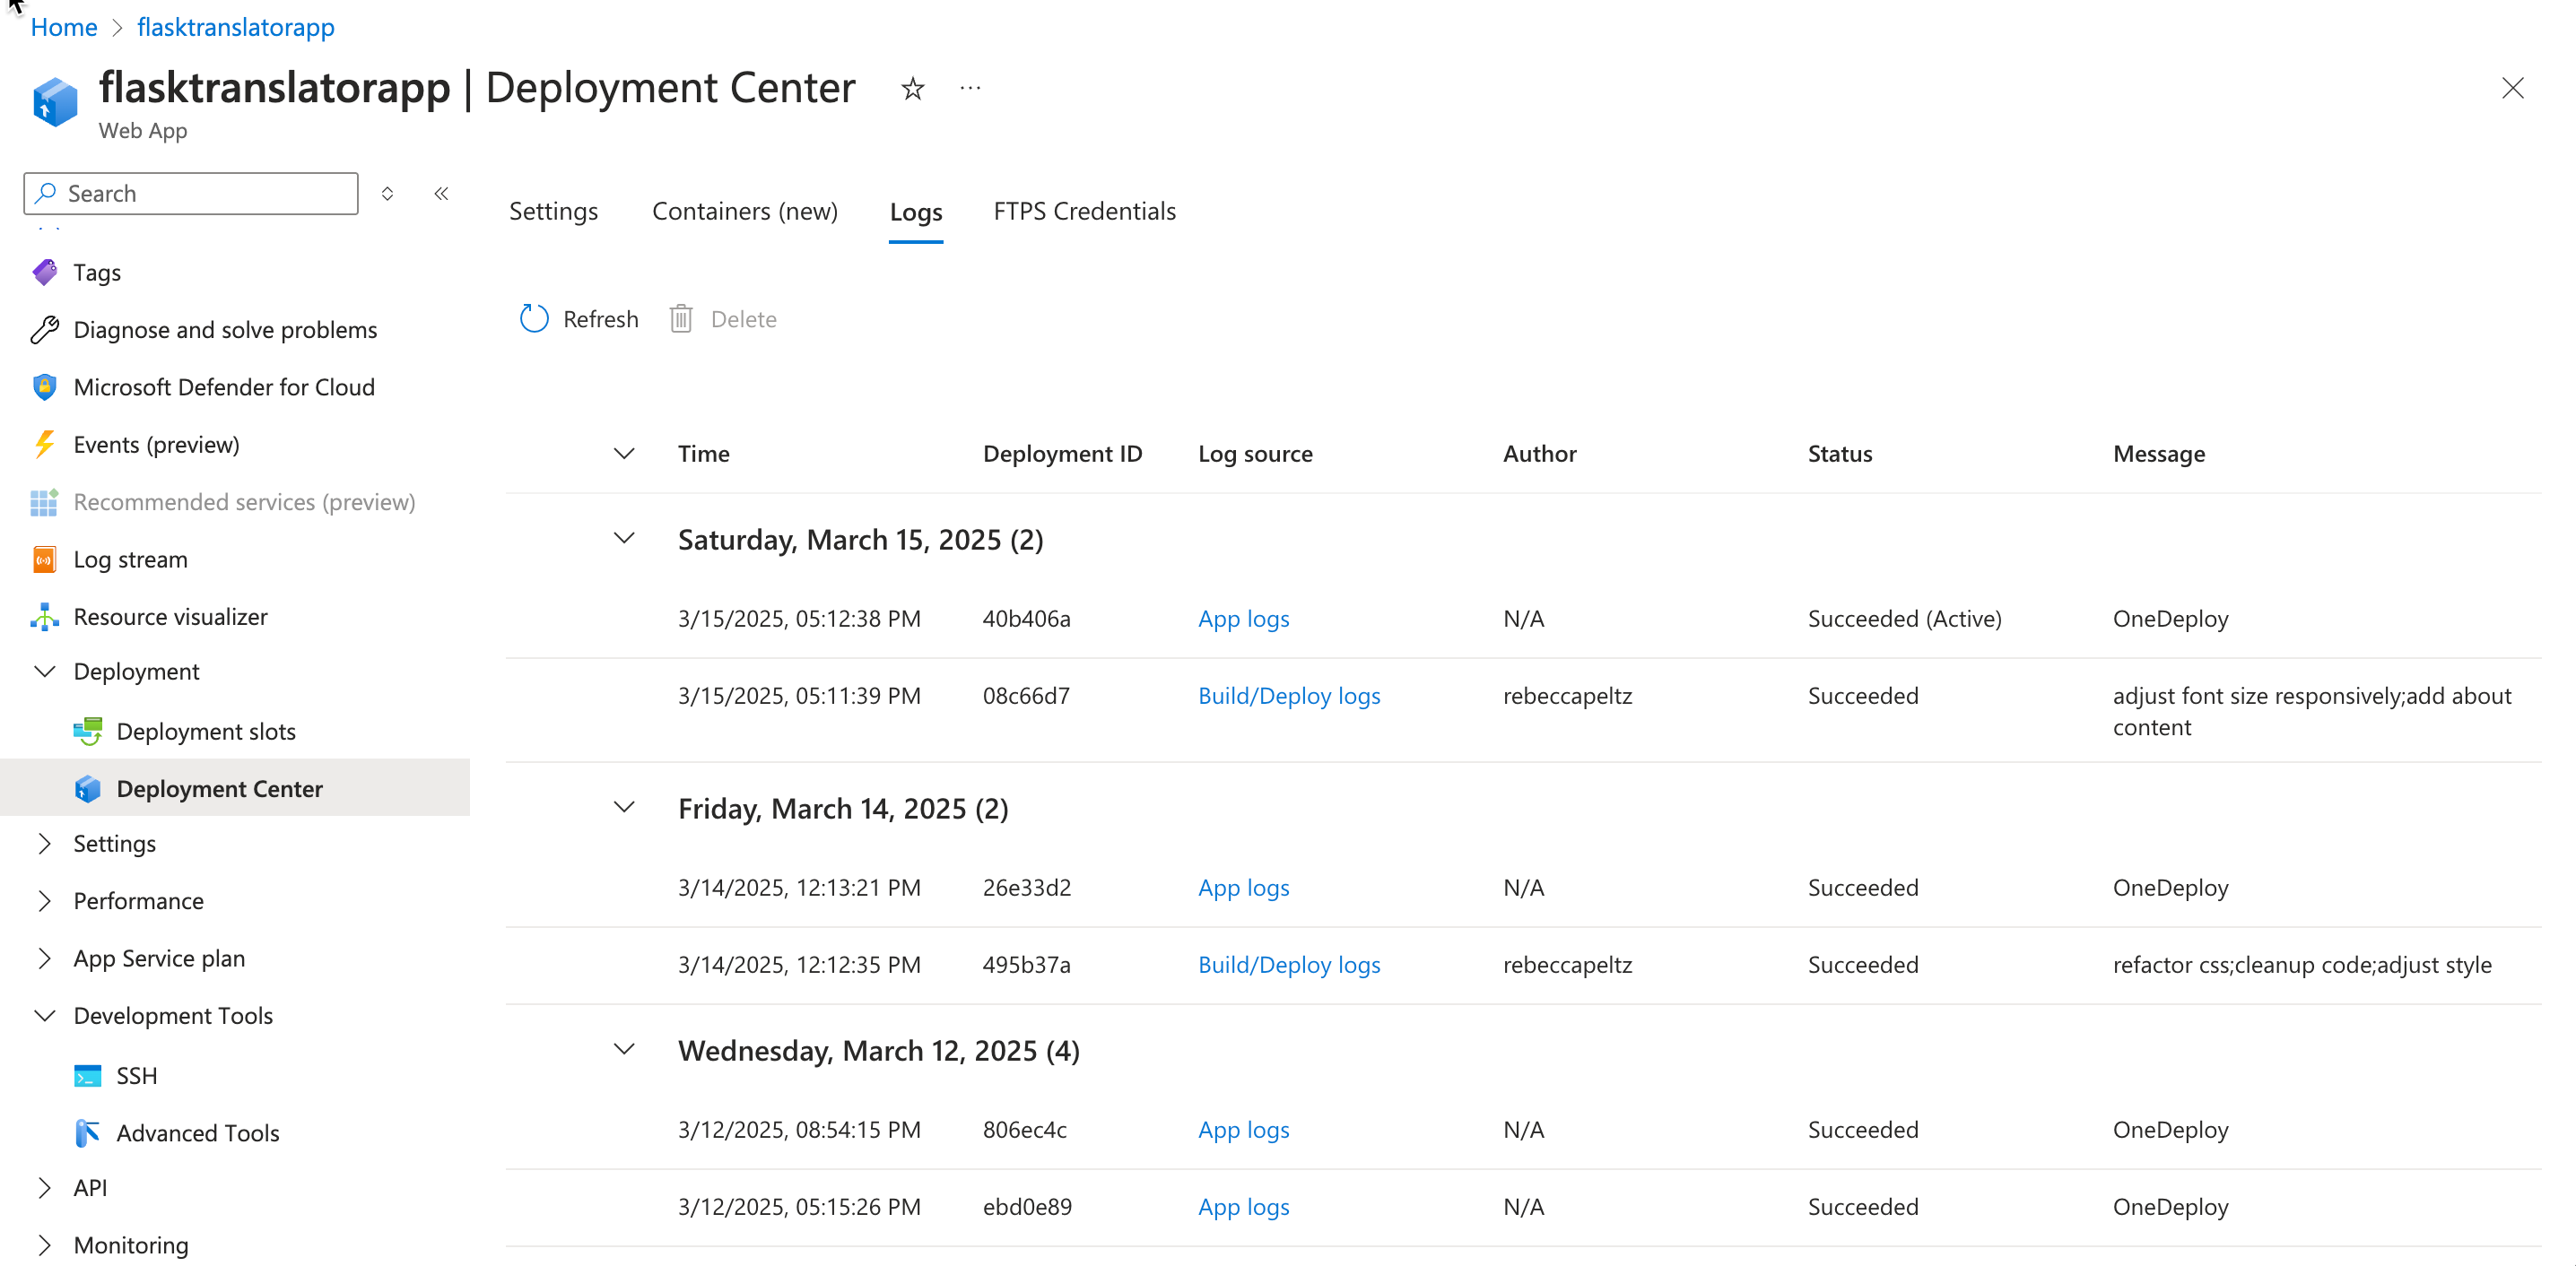 Home > flasktranslatorapp
flasktranslatorapp | Deployment Center
Web App
Search
Tags
Diagnose and solve problems
Microsoft Defender for Cloud
Events (preview)
Recommended services (preview)
Log stream
Resource visualizer
Deployment
Deployment slots
Deployment Center
Settings
Performance
App Service plan
Development Tools
SSH
Advanced Tools
API
Monitoring
Settings Containers (new) Logs FTPS Credentials
Refresh Delete
Time Deployment ID Log source Author Status Message
Saturday, March 15, 2025 (2)
3/15/2025, 05:12:38 PM 40b406a App logs N/A Succeeded (Active) OneDeploy
3/15/2025, 05:11:39 PM 08c66d7 Build/Deploy logs rebeccapeltz Succeeded adjust font size responsively;add about
content
Friday, March 14, 2025 (2)
3/14/2025, 12:13:21 PM 26e33d2 App logs N/A Succeeded OneDeploy
3/14/2025, 12:12:35 PM 495b37a Build/Deploy logs rebeccapeltz Succeeded refactor css;cleanup code;adjust style
Wednesday, March 12, 2025 (4)
3/12/2025, 08:54:15 PM 806ec4c App logs N/A Succeeded OneDeploy
3/12/2025, 05:15:26 PM ebd0e89 App logs N/A Succeeded OneDeploy